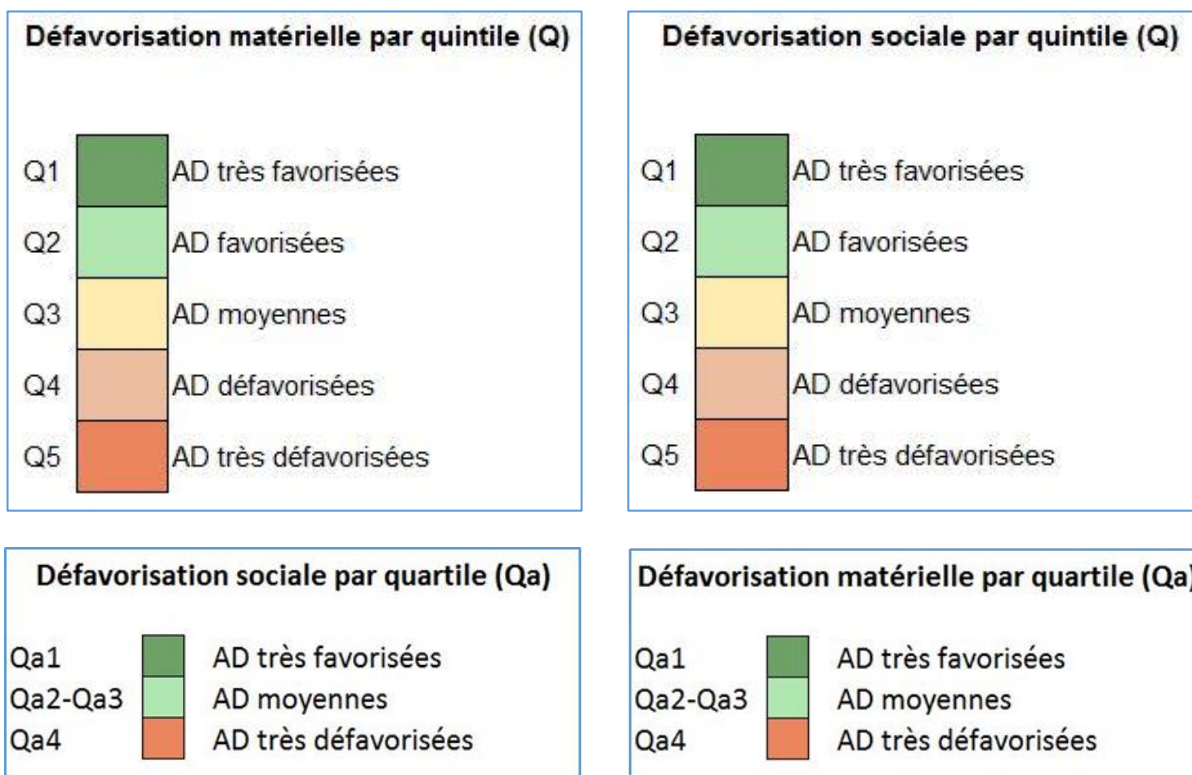 Défavorisation matérielle par quintile (Q)
Q1 AD très favorisées
Q2 AD favorisées
Q3 AD moyennes
Q4 AD défavorisées
Q5 AD très défavorisées
Défavorisation sociale par quintile (Q)
Q1 AD très favorisées
Q2 AD favorisées
Q3 AD moyennes
Q4 AD défavorisées
Q5 AD très défavorisées
Défavorisation sociale par quartile (Qa)
Qa1 AD très favorisées
Qa2-Qa3 AD moyennes
Qa4 AD très défavorisées
Défavorisation matérielle par quartile (Qa)
Qa1 AD très favorisées
Qa2-Qa3 AD moyennes
Qa4 AD très défavorisées